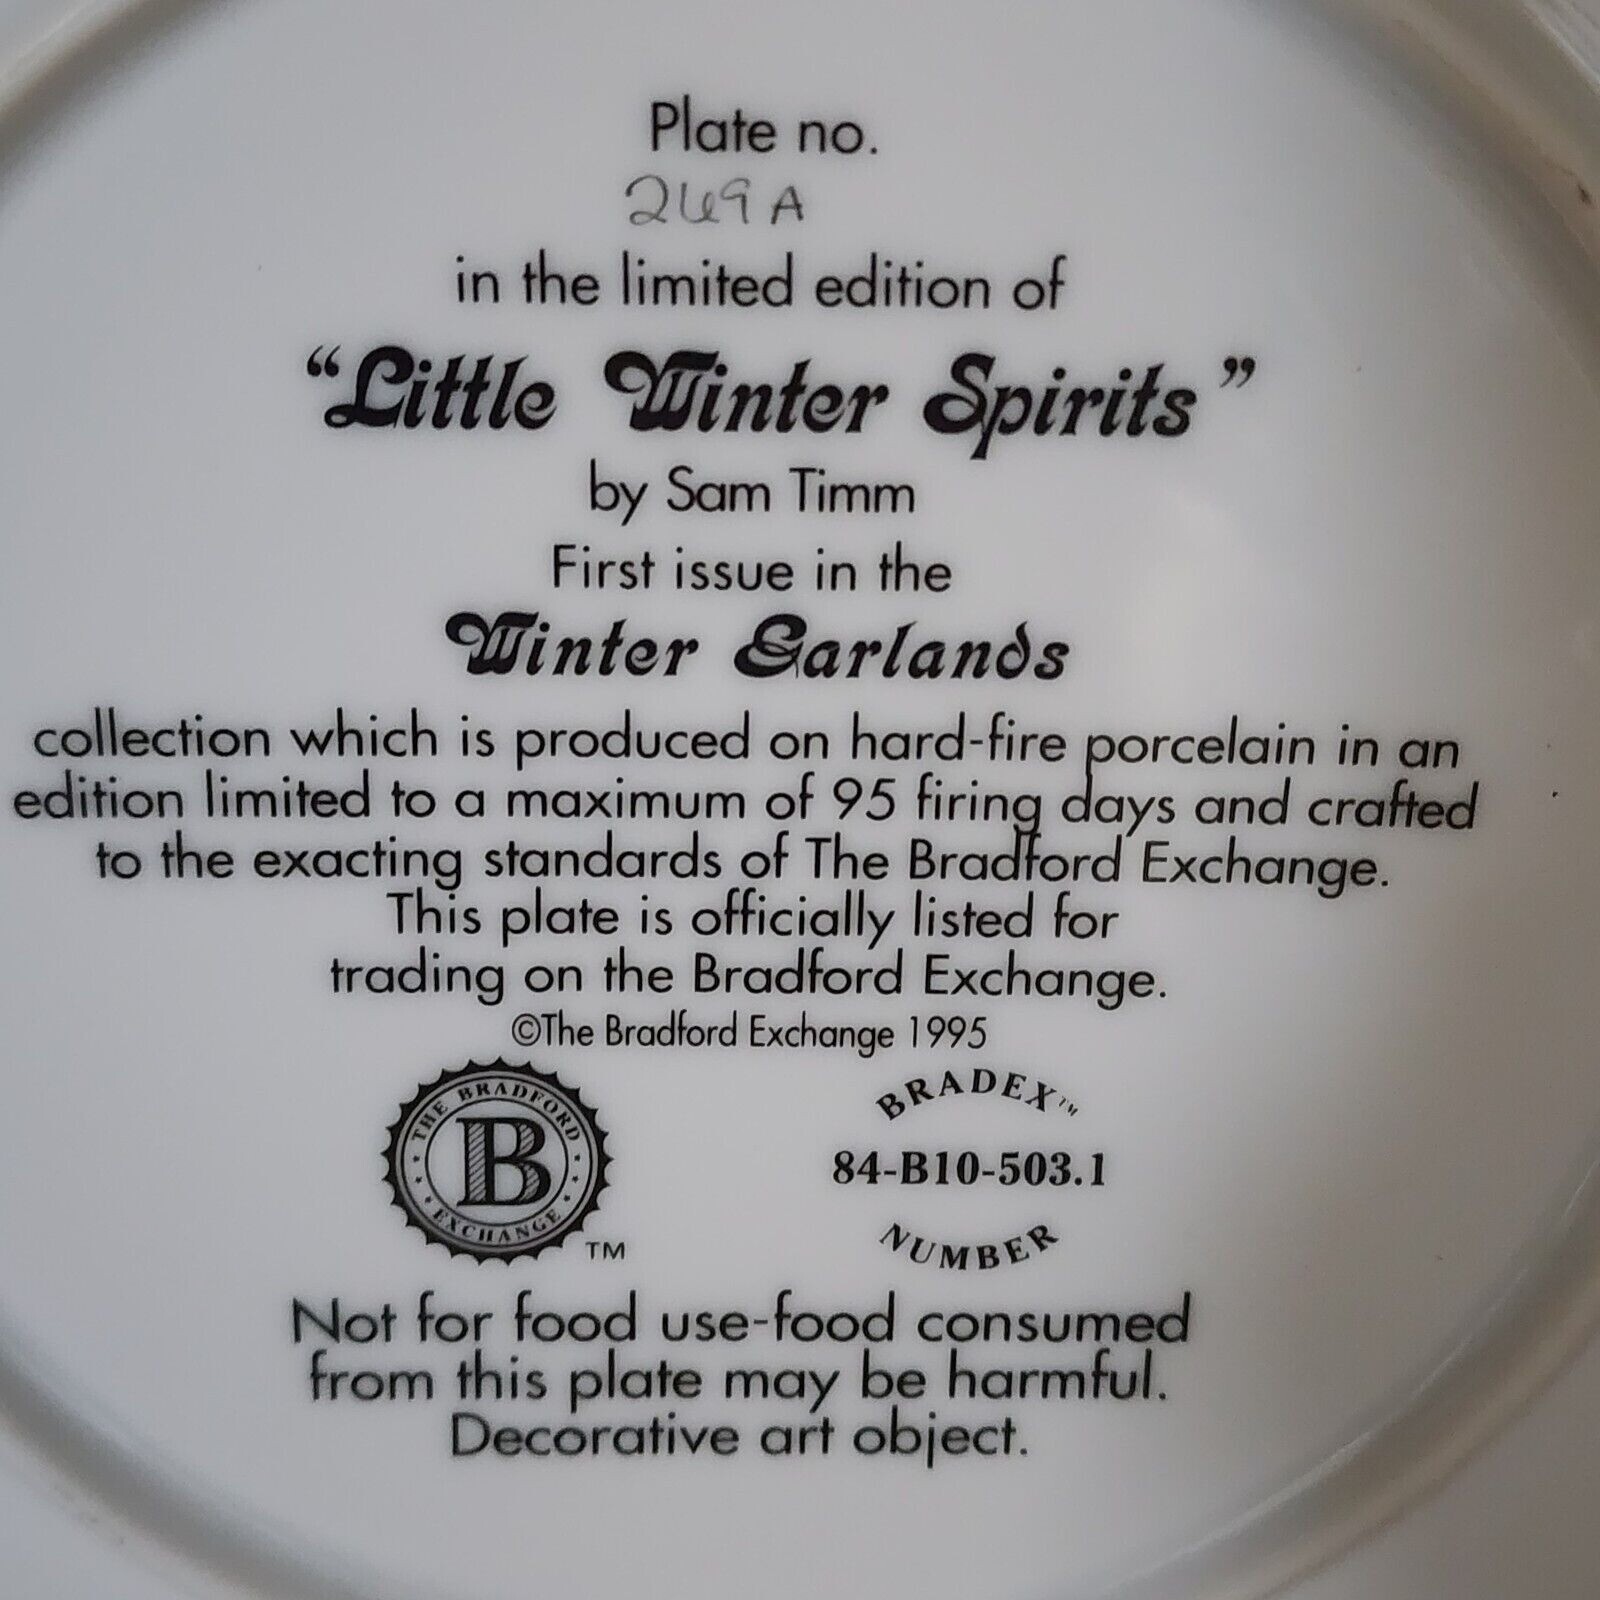 Plate no.
269A
in the limited edition of
“Little Winter Spirits”
by Sam Timm
First issue in the
Winter Garlands
collection which is produced on hard-fire porcelain in an
edition limited to a maximum of 95 firing days and crafted
to the exacting standards of The Bradford Exchange.
This plate is officially listed for
trading on the Bradford Exchange.
©The Bradford Exchange 1995
THE BRADFORD
B
EXCHANGE
TM
BRADEX™
84-B10-503.1
NUMBER
Not for food use-food consumed
from this plate may be harmful.
Decorative art object.